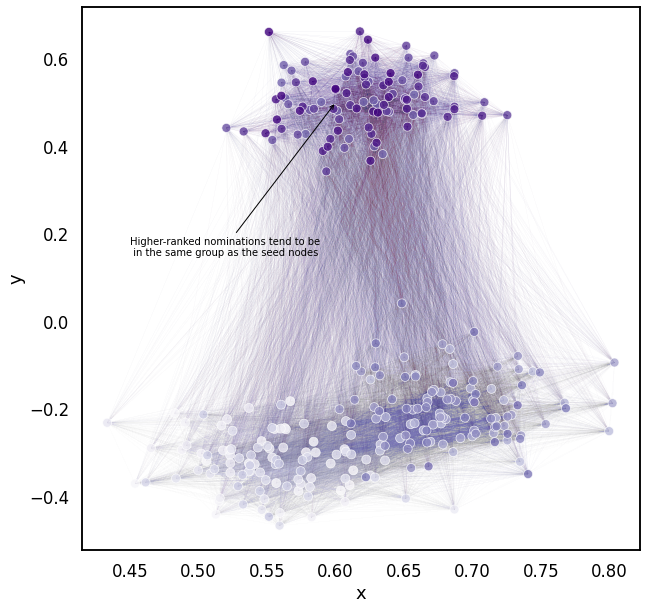 0.6
0.4
0.2
0.0
−0.2
−0.4
y
Higher-ranked nominations tend to be
in the same group as the seed nodes
0.45 0.50 0.55 0.60 0.65 0.70 0.75 0.80
x